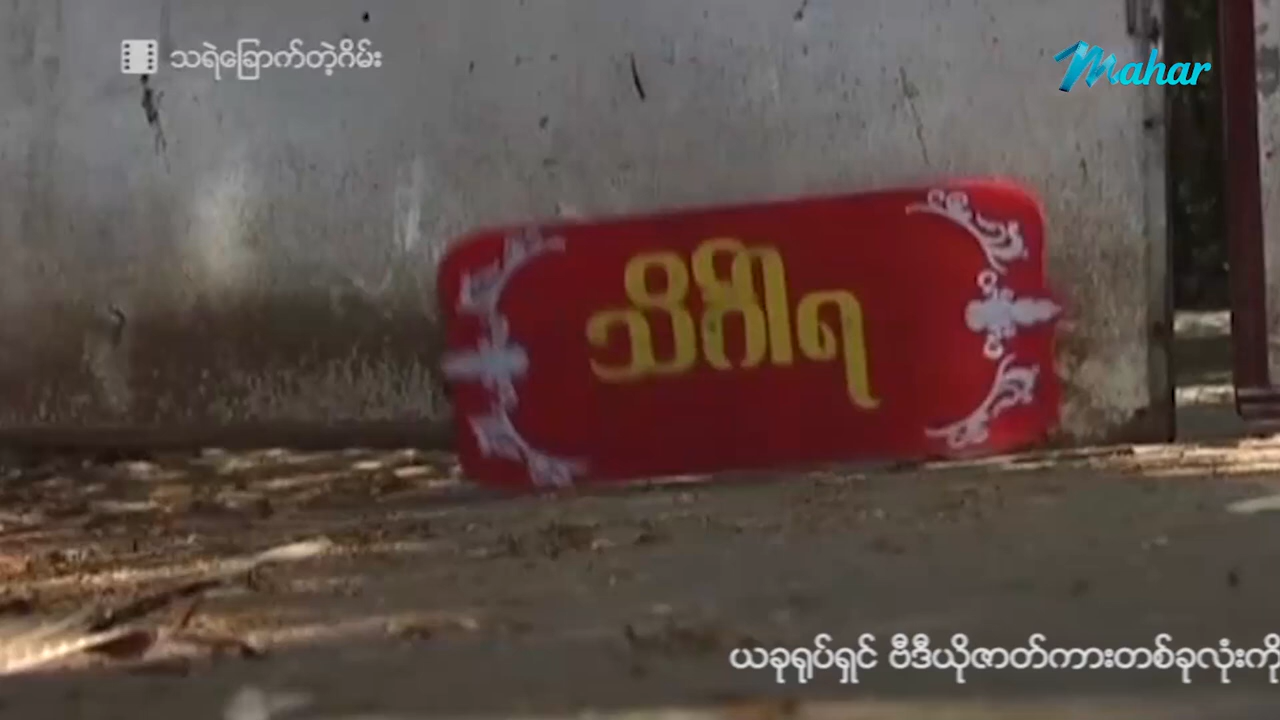 သရဲခြောက်တဲ့ဂိမ်း
Mahar
သိင်္ဂါရ
ယခုရုပ်ရှင် ဗီဒီယိုဇာတ်ကားတစ်ခုလုံးကို